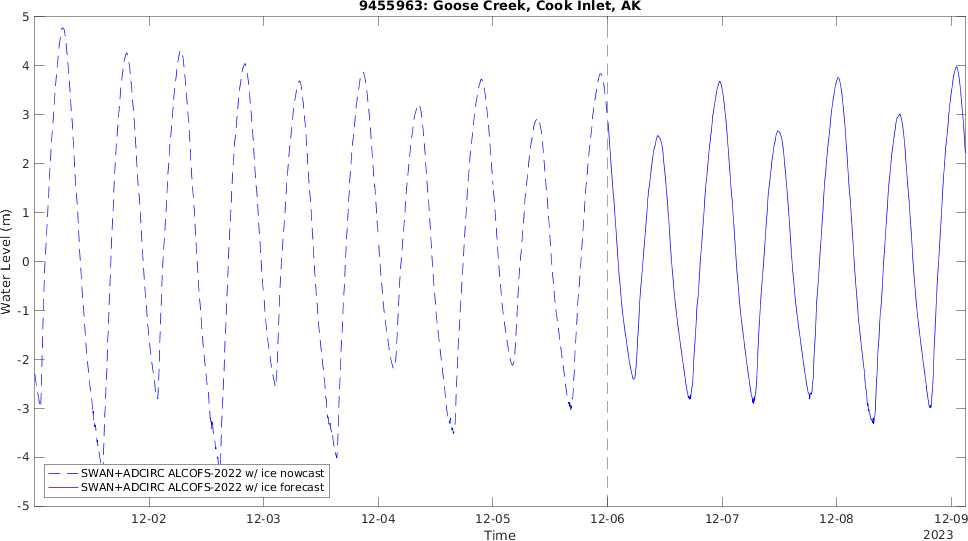 9455963: Goose Creek, Cook Inlet, AK
5
4
3
2
1
0
-1
-2
-3
-4
-5
Water Level (m)
SWAN+ADCIRC ALCOFS-2022 w/ ice nowcast
SWAN+ADCIRC ALCOFS-2022 w/ ice forecast
12-02 12-03 12-04 12-05 12-06 12-07 12-08 12-09
Time
2023